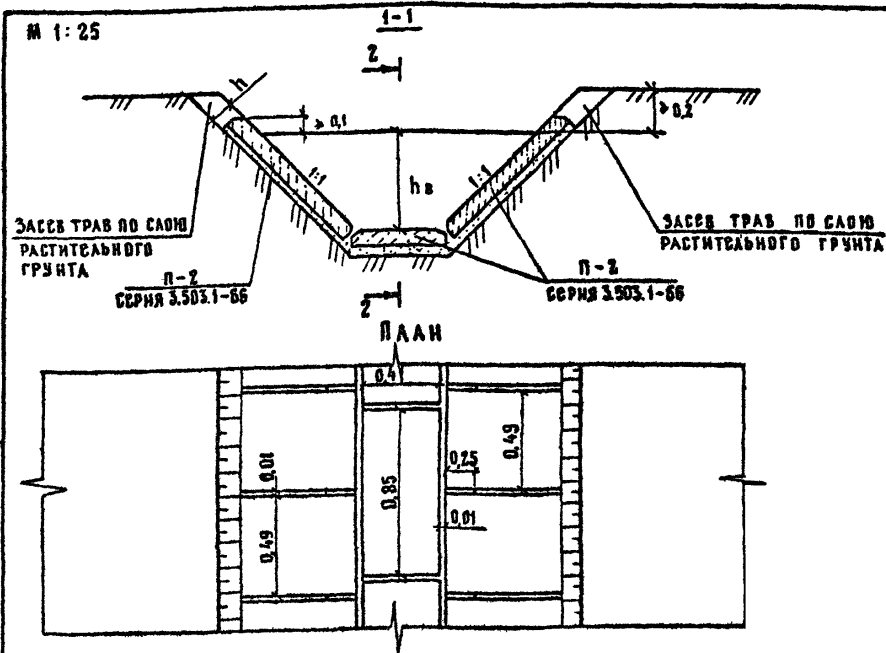 М 1:25
1-1
2
h
≥ 0,1
≥ 0,2
1:1
1:1
hв
ЗАСЕВ ТРАВ ПО СЛОЮ
РАСТИТЕЛЬНОГО
ГРУНТА
ЗАСЕВ ТРАВ ПО СЛОЮ
РАСТИТЕЛЬНОГО ГРУНТА
П-2
СЕРИЯ 3.503.1-66
П-2
СЕРИЯ 3.503.1-66
2
ПЛАН
0,4
0,01
0,49
0,85
0,25
0,49
0,01